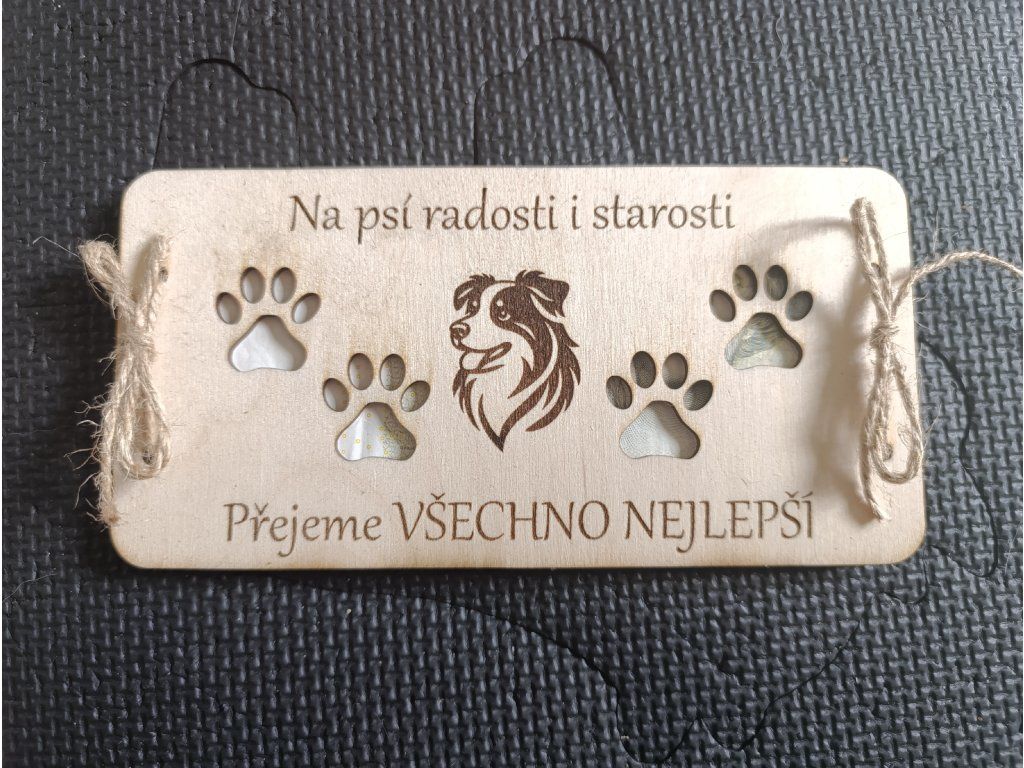 Na psí radosti i starosti
Přejeme VŠECHNO NEJLEPŠÍ